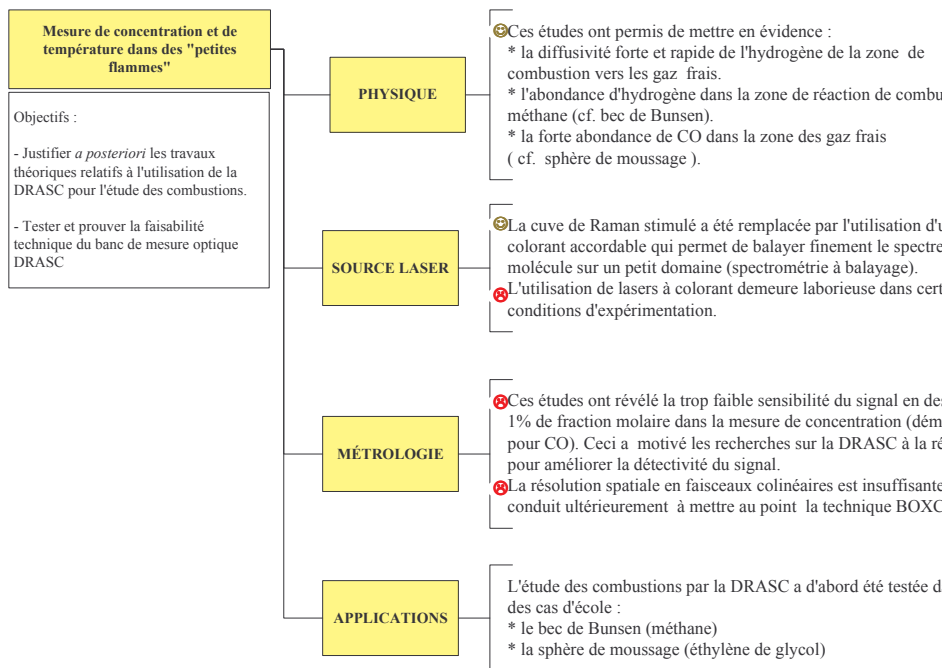 Mesure de concentration et de
température dans des "petites
flammes"
Objectifs :
- Justifier a posteriori les travaux
théoriques relatifs à l'utilisation de la
DRASC pour l'étude des combustions.
- Tester et prouver la faisabilité
technique du banc de mesure optique
DRASC
PHYSIQUE
Ces études ont permis de mettre en évidence :
* la diffusivité forte et rapide de l'hydrogène de la zone de
combustion vers les gaz frais.
* l'abondance d'hydrogène dans la zone de réaction de combu
méthane (cf. bec de Bunsen).
* la forte abondance de CO dans la zone des gaz frais
( cf. sphère de moussage ).
SOURCE LASER
La cuve de Raman stimulé a été remplacée par l'utilisation d'u
colorant accordable qui permet de balayer finement le spectre
molécule sur un petit domaine (spectrométrie à balayage).
L'utilisation de lasers à colorant demeure laborieuse dans cert
conditions d'expérimentation.
MÉTROLOGIE
Ces études ont révélé la trop faible sensibilité du signal en des
1% de fraction molaire dans la mesure de concentration (dém
pour CO). Ceci a motivé les recherches sur la DRASC à la ré
pour améliorer la détectivité du signal.
La résolution spatiale en faisceaux colinéaires est insuffisante
conduit ultérieurement à mettre au point la technique BOXC
APPLICATIONS
L'étude des combustions par la DRASC a d'abord été testée d
des cas d'école :
* le bec de Bunsen (méthane)
* la sphère de moussage (éthylène de glycol)